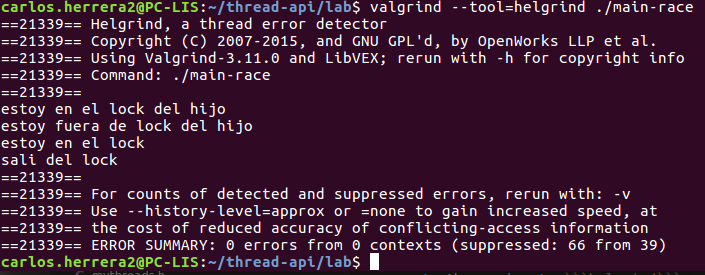 carlos.herrera2@PC-LIS:~/thread-api/lab$ valgrind --tool=helgrind ./main-race
==21339== Helgrind, a thread error detector
==21339== Copyright (C) 2007-2015, and GNU GPL'd, by OpenWorks LLP et al.
==21339== Using Valgrind-3.11.0 and LibVEX; rerun with -h for copyright info
==21339== Command: ./main-race
==21339==
estoy en el lock del hijo
estoy fuera de lock del hijo
estoy en el lock
sali del lock
==21339==
==21339== For counts of detected and suppressed errors, rerun with: -v
==21339== Use --history-level=approx or =none to gain increased speed, at
==21339== the cost of reduced accuracy of conflicting-access information
==21339== ERROR SUMMARY: 0 errors from 0 contexts (suppressed: 66 from 39)
carlos.herrera2@PC-LIS:~/thread-api/lab$